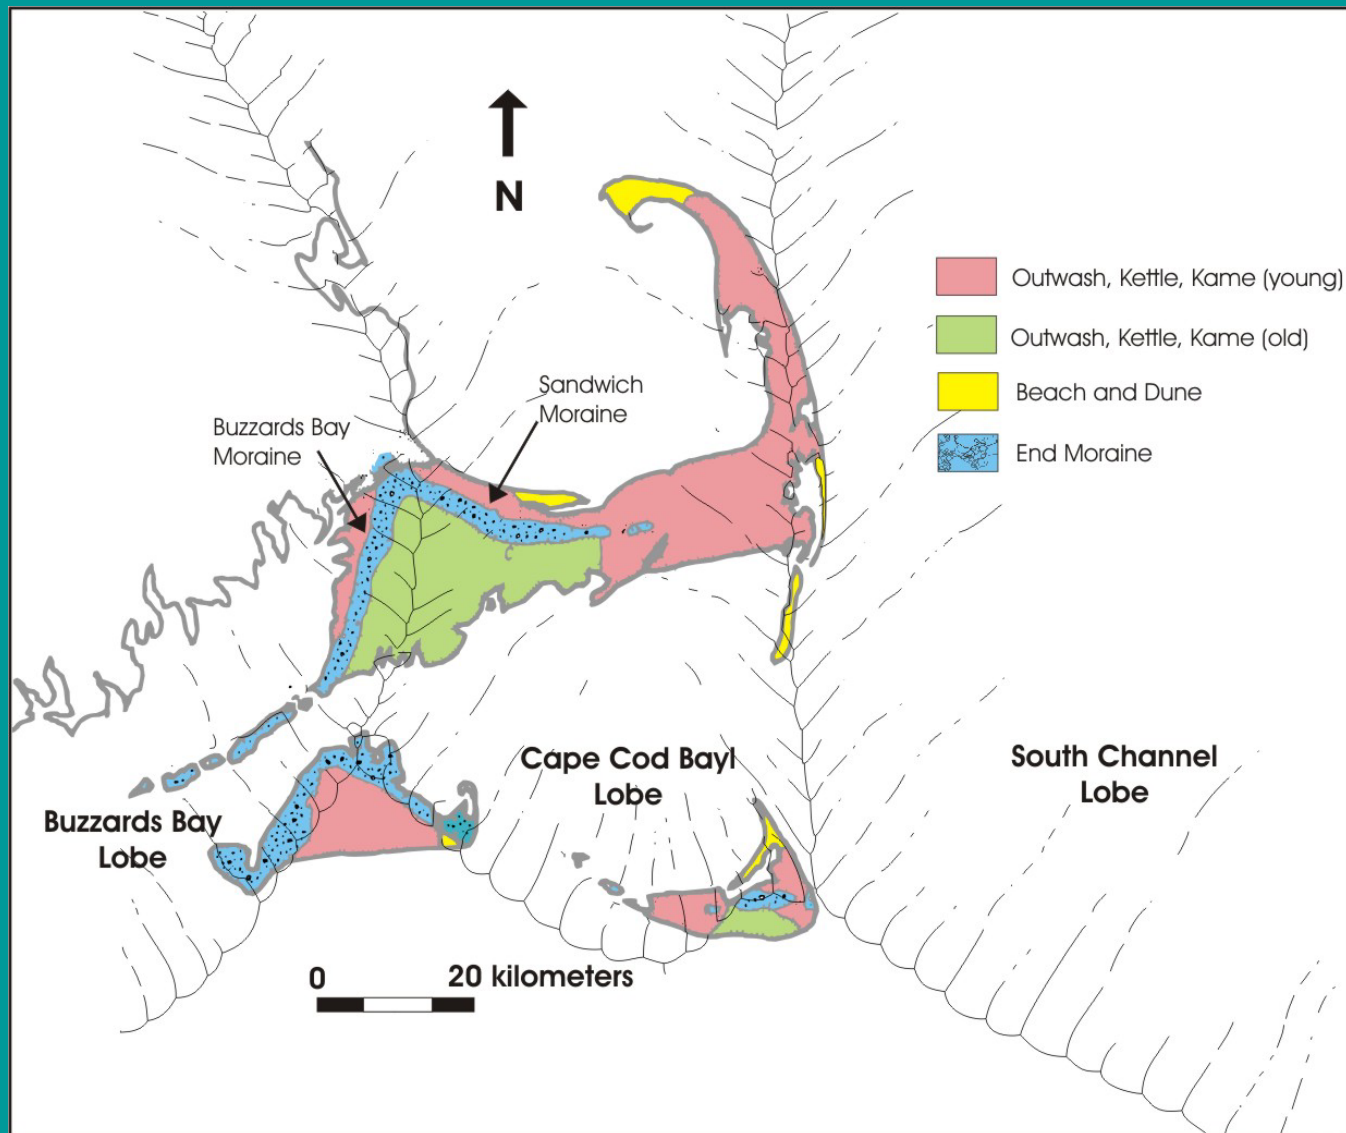 N
Outwash, Kettle, Kame (young)
Outwash, Kettle, Kame (old)
Beach and Dune
End Moraine
Sandwich
Moraine
Buzzards Bay
Moraine
Cape Cod Bayl
Lobe
South Channel
Lobe
Buzzards Bay
Lobe
0 20 kilometers